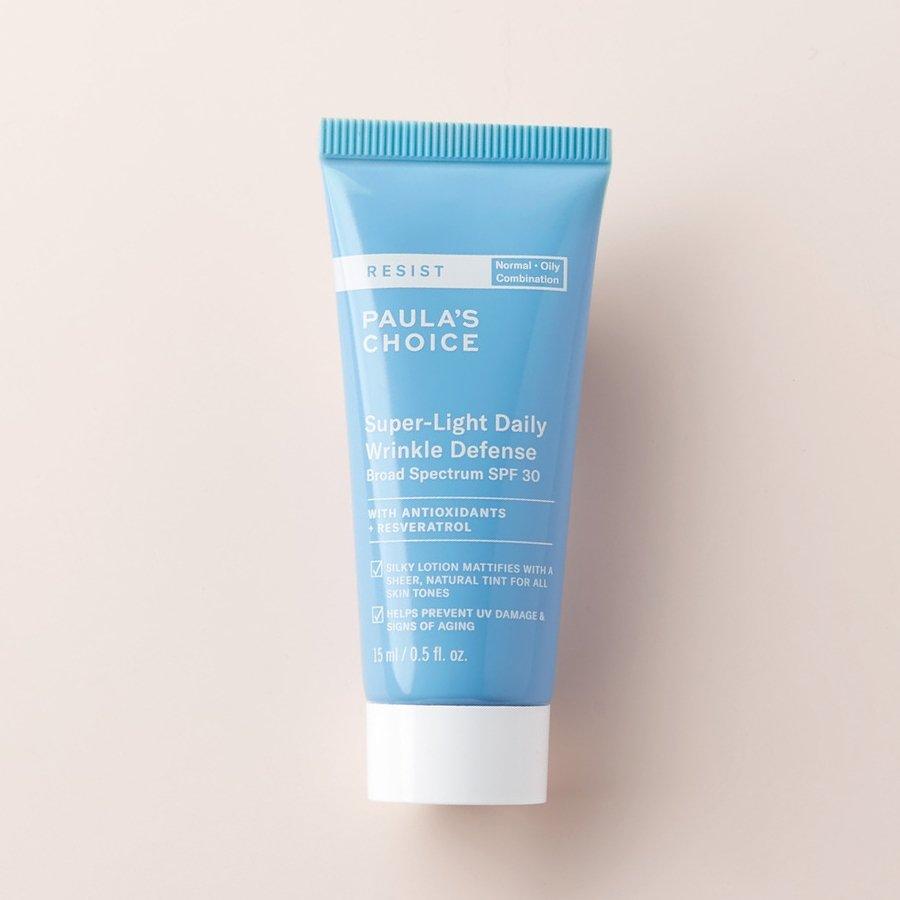 RESIST
Normal • Oily
Combination
PAULA'S
CHOICE
Super-Light Daily
Wrinkle Defense
Broad Spectrum SPF 30
WITH ANTIOXIDANTS
+ RESVERATROL
SILKY LOTION MATTIFIES WITH A
SHEER, NATURAL TINT FOR ALL
SKIN TONES
HELPS PREVENT UV DAMAGE &
SIGNS OF AGING
15 ml / 0.5 fl. oz.